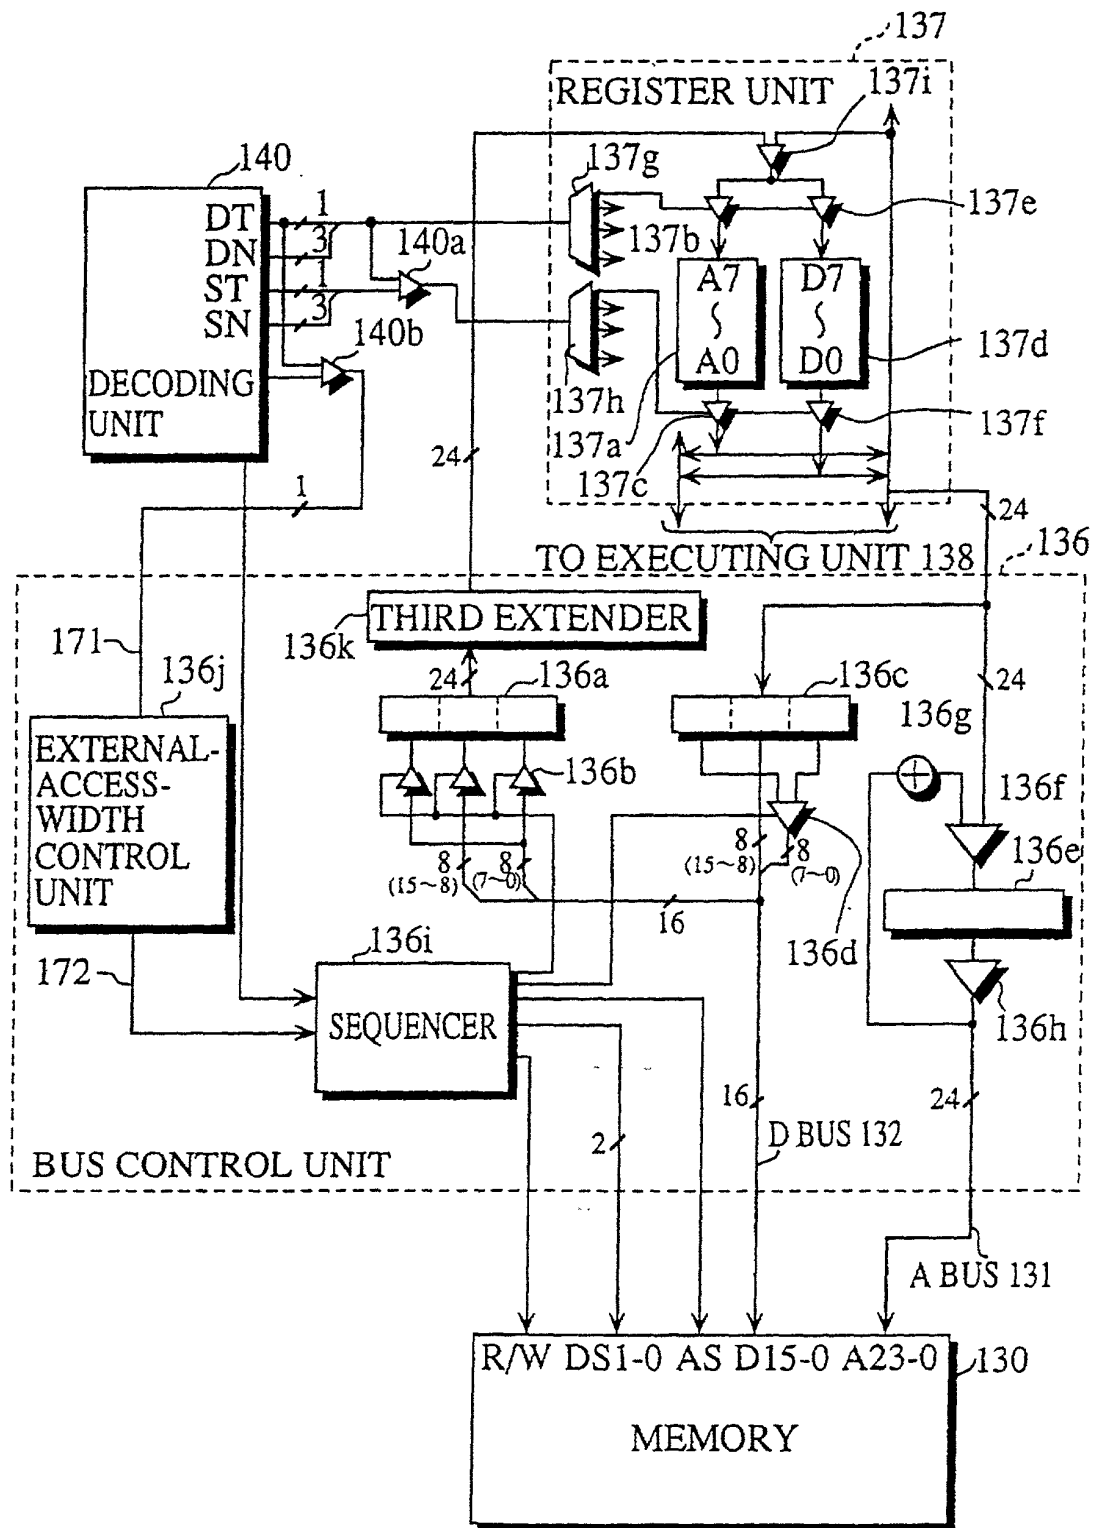 137
REGISTER UNIT
137i
140
137g
DT
1
DN
3
ST
1
SN
3
140a
140b
137b
137e
A7
A0
D7
D0
137d
DECODING
UNIT
137h
137a
137c
137f
24
1
24
TO EXECUTING UNIT 138
136
THIRD EXTENDER
136k
171
136j
24
136a
136c
24
136g
EXTERNAL-
ACCESS-
WIDTH
CONTROL
UNIT
136b
136f
136e
8
(15~8)
8
(7~0)
8
(15~8)
8
(7~0)
16
136d
172
136i
SEQUENCER
136h
16
24
2
D BUS 132
BUS CONTROL UNIT
A BUS 131
R/W DS1-0 AS D15-0 A23-0
130
MEMORY